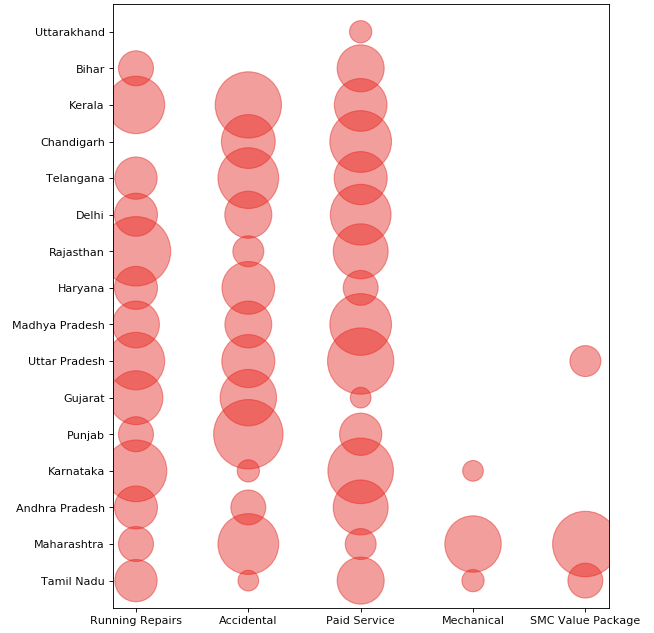 Uttarakhand
Bihar
Kerala
Chandigarh
Telangana
Delhi
Rajasthan
Haryana
Madhya Pradesh
Uttar Pradesh
Gujarat
Punjab
Karnataka
Andhra Pradesh
Maharashtra
Tamil Nadu
Running Repairs Accidental Paid Service Mechanical SMC Value Package